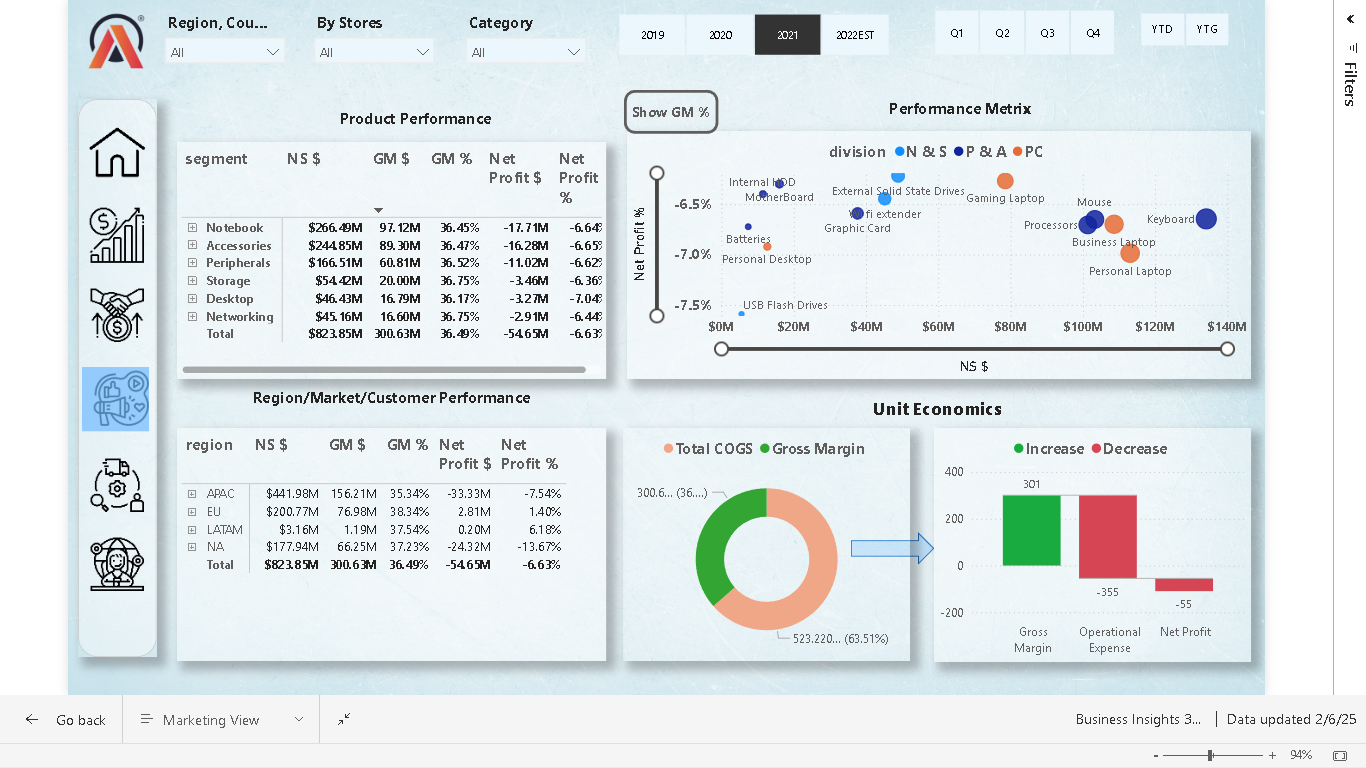 Region, Cou... By Stores Category
All All All
2019 2020 2021 2022EST
Q1 Q2 Q3 Q4
YTD YTG
Filters
Product Performance
segment NS $ GM $ GM % Net Profit $ Net Profit %
Notebook $266.49M 97.12M 36.45% -17.71M -6.64%
Accessories $244.85M 89.30M 36.47% -16.28M -6.65%
Peripherals $166.51M 60.81M 36.52% -11.02M -6.62%
Storage $54.42M 20.00M 36.75% -3.46M -6.36%
Desktop $46.43M 16.79M 36.17% -3.27M -7.04%
Networking $45.16M 16.60M 36.75% -2.91M -6.44%
Total $823.85M 300.63M 36.49% -54.65M -6.63%
Show GM %
Performance Metrix
division N & S P & A PC
Net Profit %
-6.5%
-7.0%
-7.5%
Internal HDD
MotherBoard
External Solid State Drives
Gaming Laptop
Wi fi extender
Graphic Card
Mouse
Processors
Keyboard
Batteries
Business Laptop
Personal Desktop
Personal Laptop
USB Flash Drives
$0M $20M $40M $60M $80M $100M $120M $140M
NS $
Region/Market/Customer Performance
region NS $ GM $ GM % Net Profit $ Net Profit %
APAC $441.98M 156.21M 35.34% -33.33M -7.54%
EU $200.77M 76.98M 38.34% 2.81M 1.40%
LATAM $3.16M 1.19M 37.54% 0.20M 6.18%
NA $177.94M 66.25M 37.23% -24.32M -13.67%
Total $823.85M 300.63M 36.49% -54.65M -6.63%
Unit Economics
Total COGS Gross Margin
300.6... (36....)
523.220... (63.51%)
Increase Decrease
400
200
0
-200
301
-355
-55
Gross Margin
Operational Expense
Net Profit
Go back Marketing View
Business Insights 3... | Data updated 2/6/25
- + 94%